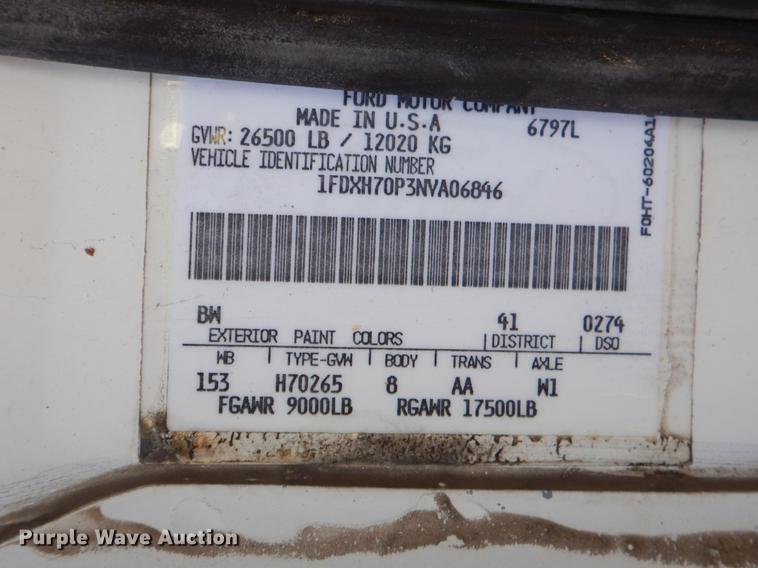 FORD MOTOR COMPANY
MADE IN U.S.A 6797L
GVWR: 26500 LB / 12020 KG
VEHICLE IDENTIFICATION NUMBER
1FDXH70P3NVA06846
BW 41 0274
EXTERIOR PAINT COLORS DISTRICT DSO
WB TYPE-GVW BODY TRANS AXLE
153 H70265 8 AA W1
FGAWR 9000LB RGAWR 17500LB
Purple Wave Auction